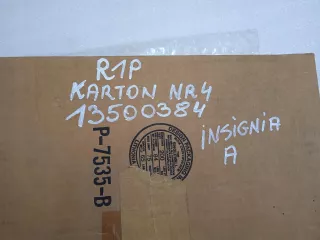 R1P
KARTON NR4
13500384
INSIGNIA
A
P-7535-B